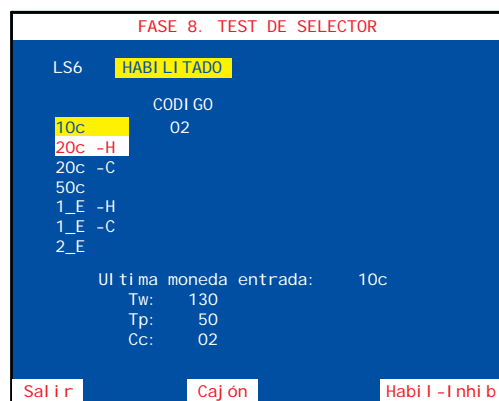 FASE 8. TEST DE SELECTOR
LS6 HABILITADO
CODIGO
10c 02
20c -H
20c -C
50c
1_E -H
1_E -C
2_E
Ultima moneda entrada: 10c
Tw: 130
Tp: 50
Cc: 02
Salir Cajón Habil-Inhib